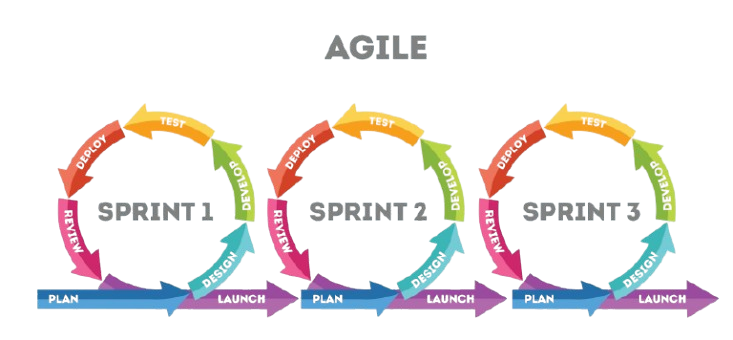 AGILE
TEST
TEST
TEST
DEPLOY
DEPLOY
DEPLOY
DEVELOP
DEVELOP
DEVELOP
SPRINT 1
SPRINT 2
SPRINT 3
REVIEW
REVIEW
REVIEW
DESIGN
DESIGN
DESIGN
PLAN
LAUNCH
PLAN
LAUNCH
PLAN
LAUNCH